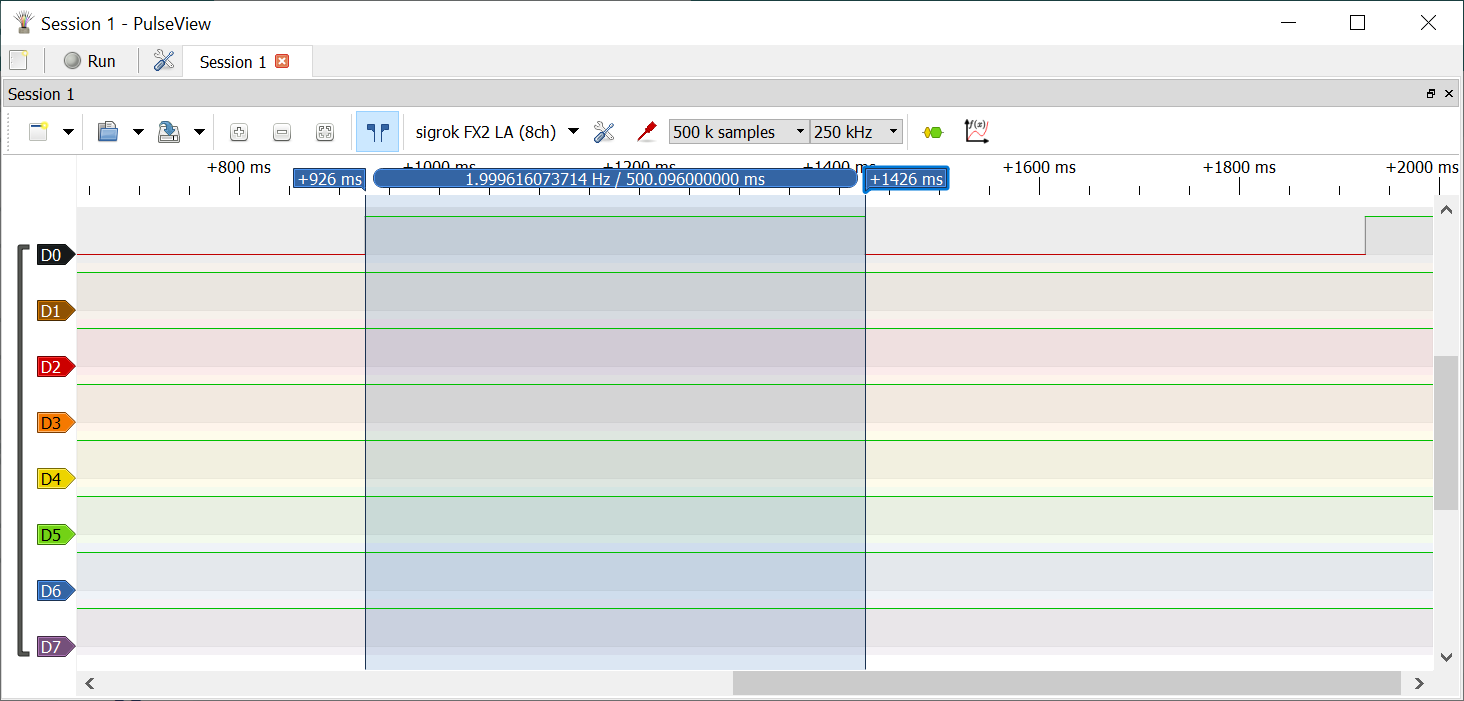 Session 1 - PulseView
Run
Session 1
Session 1
sigrok FX2 LA (8ch)
500 k samples
250 kHz
f(x)
+800 ms
+1000 ms
+1200 ms
+1400 ms
+1600 ms
+1800 ms
+2000 ms
+926 ms
1.999616073714 Hz / 500.096000000 ms
+1426 ms
D0
D1
D2
D3
D4
D5
D6
D7